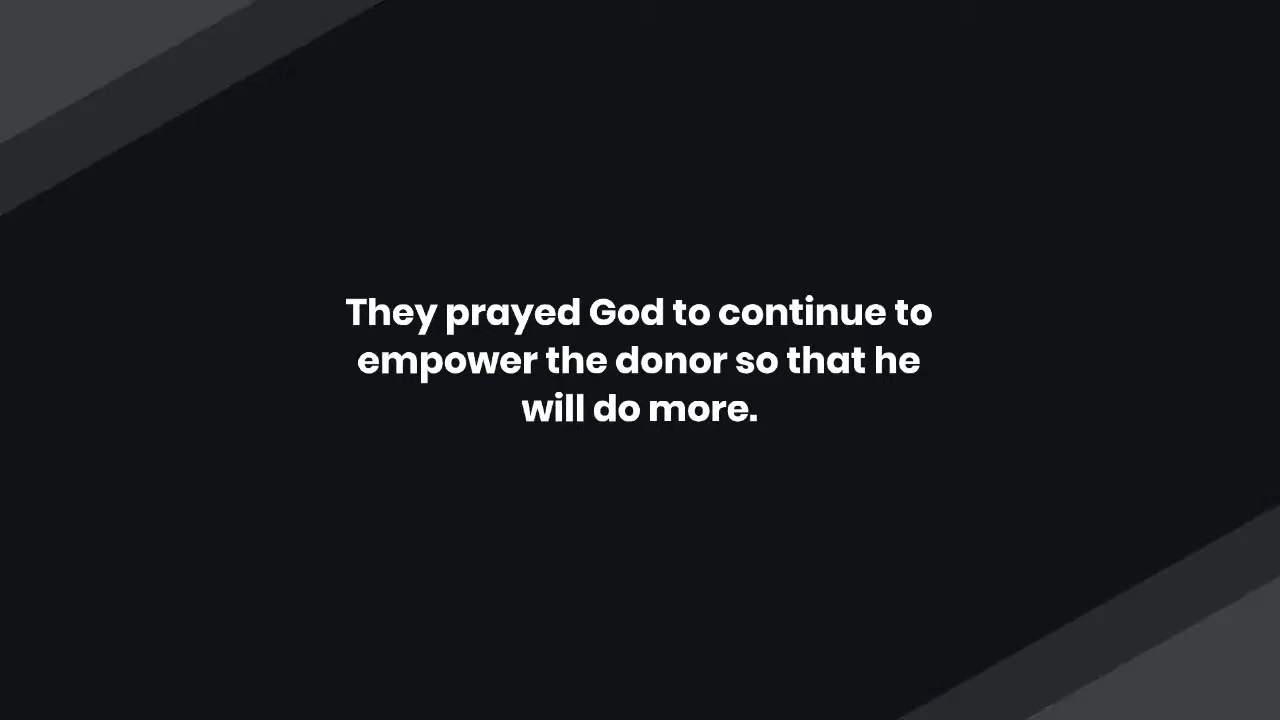 They prayed God to continue to
empower the donor so that he
will do more.